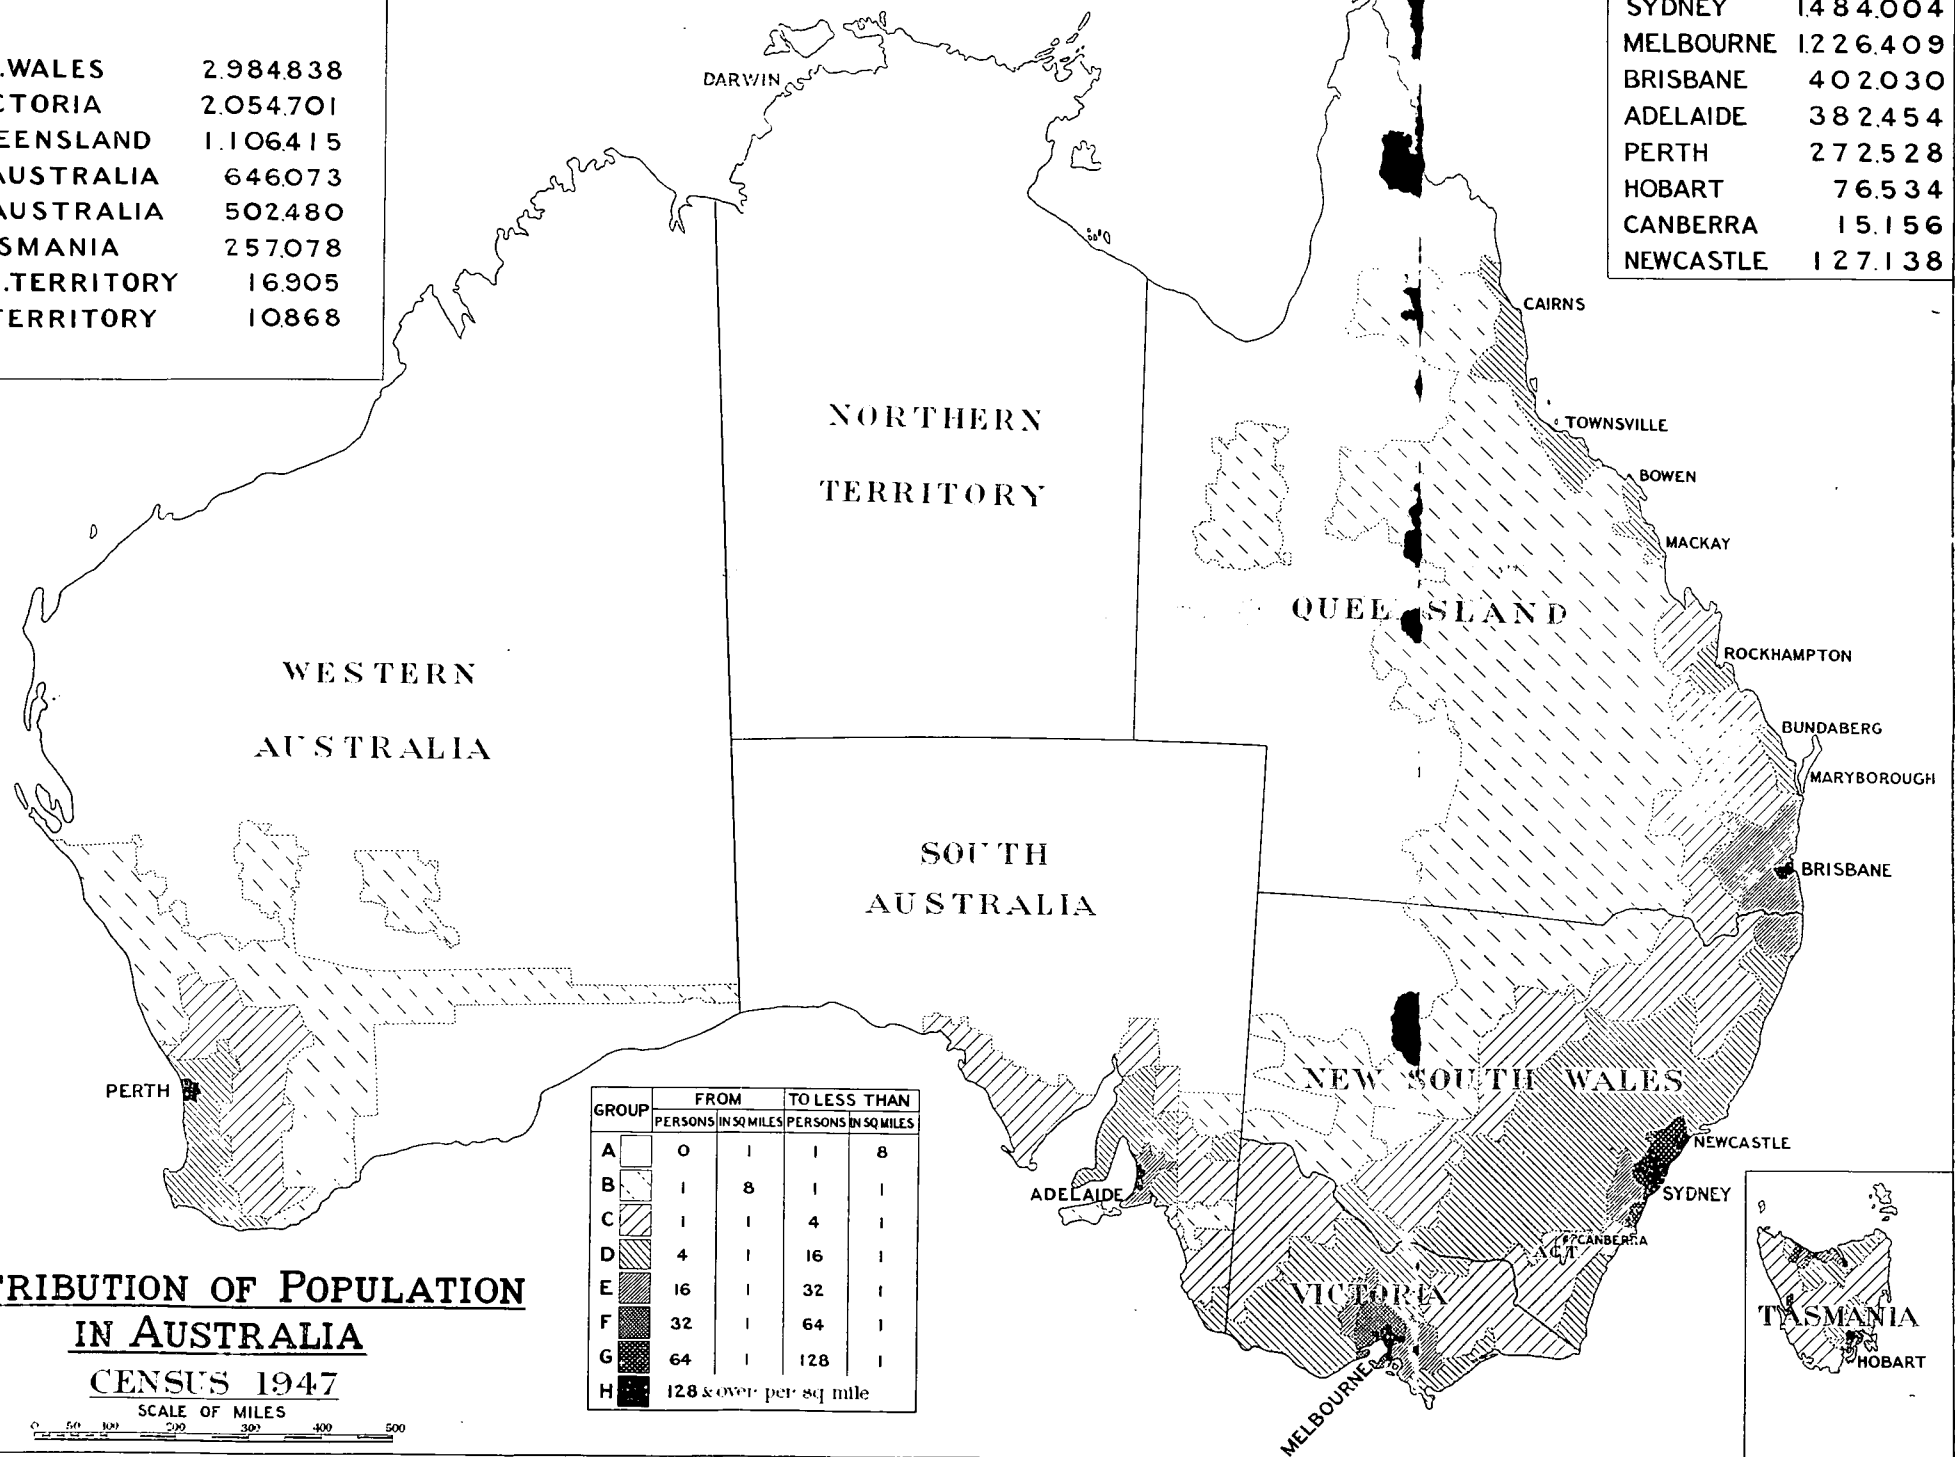 .WALES 2.984.838
CTORIA 2.054.701
EENSLAND 1.106.415
AUSTRALIA 646.073
AUSTRALIA 502.480
SMANIA 257.078
.TERRITORY 16.905
TERRITORY 10.868
SYDNEY 1.484.004
MELBOURNE 1.226.409
BRISBANE 402.030
ADELAIDE 382.454
PERTH 272.528
HOBART 76.534
CANBERRA 15.156
NEWCASTLE 127.138
DARWIN
CAIRNS
TOWNSVILLE
BOWEN
MACKAY
ROCKHAMPTON
BUNDABERG
MARYBOROUGH
BRISBANE
NORTHERN
TERRITORY
QUEE SLAND
WESTERN
AUSTRALIA
SOUTH
AUSTRALIA
NEW SOUTH WALES
PERTH
ADELAIDE
NEWCASTLE
SYDNEY
CANBERRA
A.C.T.
VICTORIA
MELBOURNE
TASMANIA
HOBART
GROUP FROM TO LESS THAN
PERSONS IN SQ MILES PERSONS IN SQ MILES
A 0 1 1 8
B 1 8 1 1
C 1 1 4 1
D 4 1 16 1
E 16 1 32 1
F 32 1 64 1
G 64 1 128 1
H 128 & over per sq mile
TRIBUTION OF POPULATION
IN AUSTRALIA
CENSUS 1947
SCALE OF MILES
0 50 100 200 300 400 500